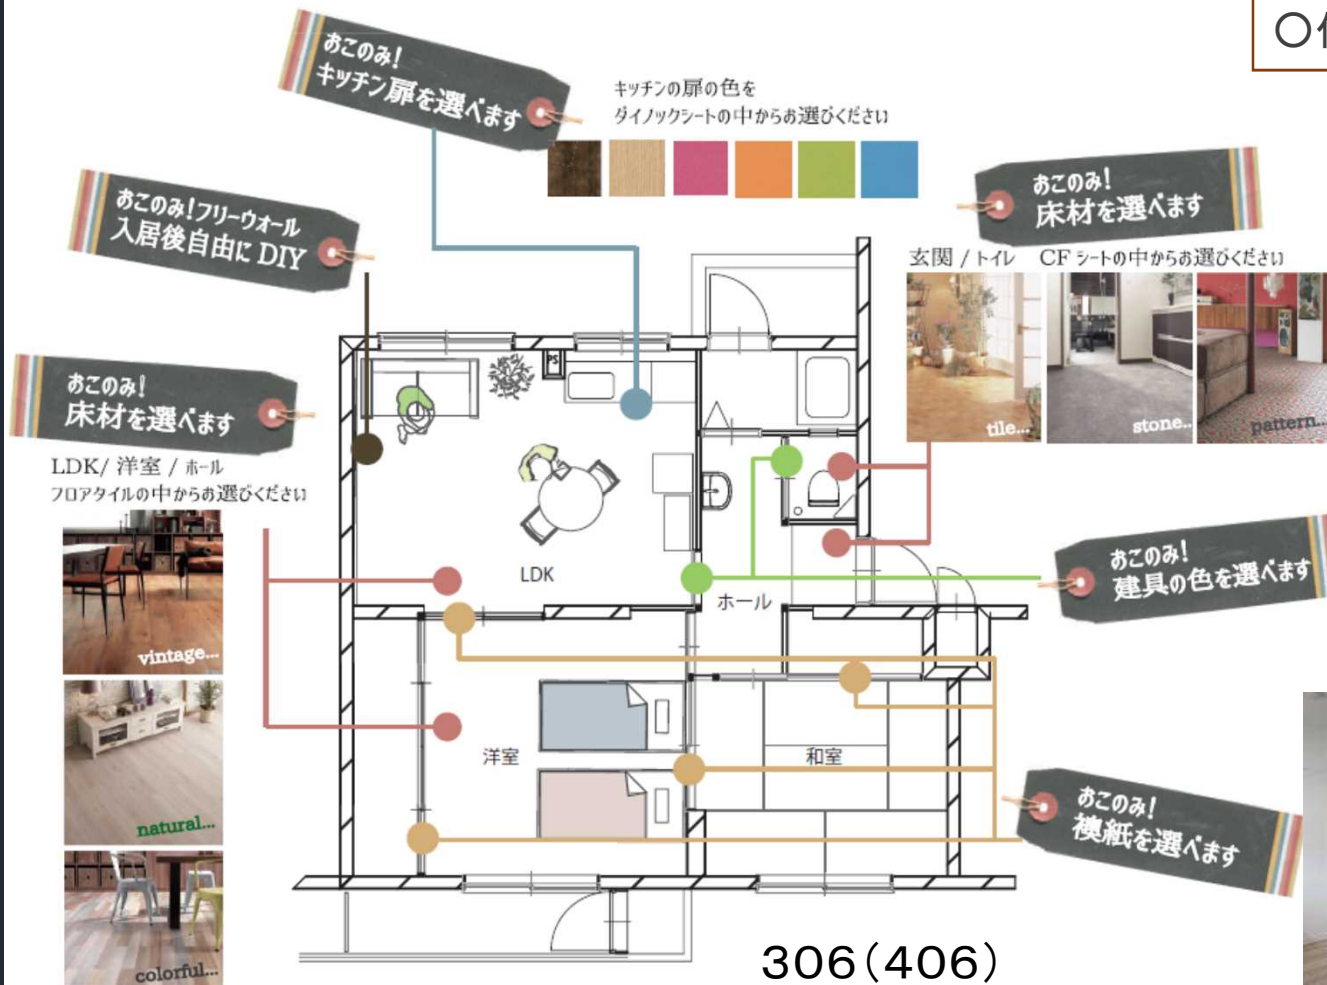 おこのみ!
キッチン扉を選べます
キッチンの扉の色を
ダイノックシートの中からお選びください
おこのみ!フリーウォール
入居後自由に DIY
おこのみ!
床材を選べます
玄関 / トイレ CF シートの中からお選びください
tile...
stone..
pattern...
おこのみ!
床材を選べます
LDK/ 洋室 / ホール
フロアタイルの中からお選びください
vintage...
natural...
colorful...
PS
LDK
ホール
洋室
和室
おこのみ!
建具の色を選べます
おこのみ!
襖紙を選べます
306(406)